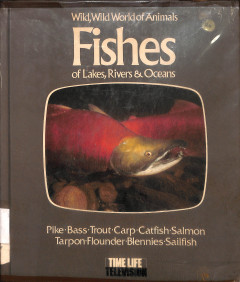 Wild, Wild World of Animals
Fishes
of Lakes, Rivers & Oceans
Pike·Bass·Trout·Carp·Catfish·Salmon
Tarpon·Flounder·Blennies·Sailfish
TIME LIFE
TELEVISION